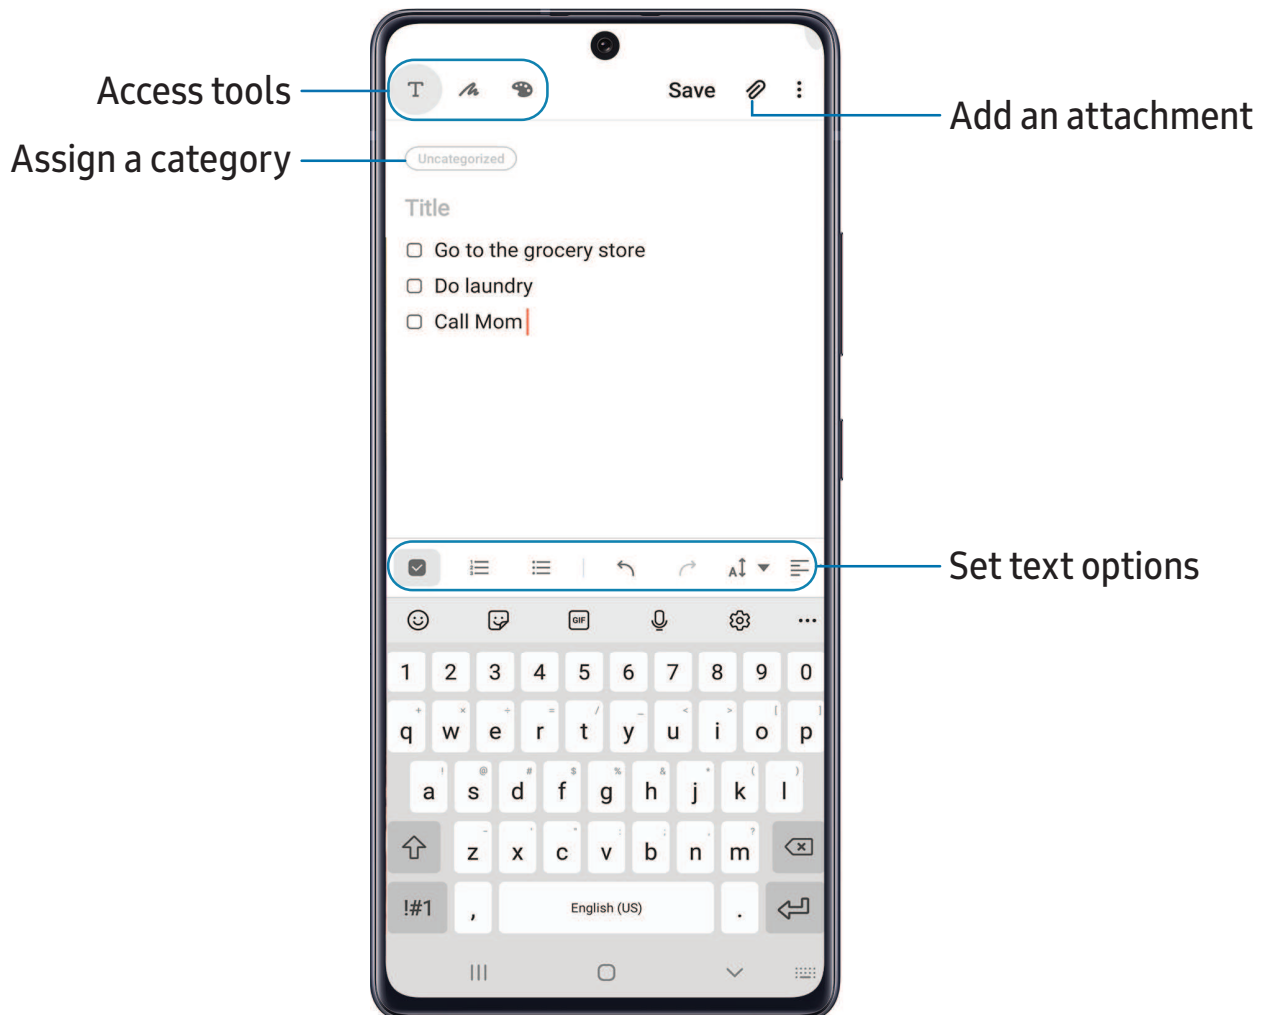 Access tools
T
Save
Add an attachment
Assign a category
Uncategorized
Title
Go to the grocery store
Do laundry
Call Mom
Set text options
A
GIF
1 2 3 4 5 6 7 8 9 0
+ × ÷ = / _ < > [ ]
q w e r t y u i o p
! @ # $ % & * ( )
a s d f g h j k l
- ' " : ; , ?
z x c v b n m
!#1 , English (US) .